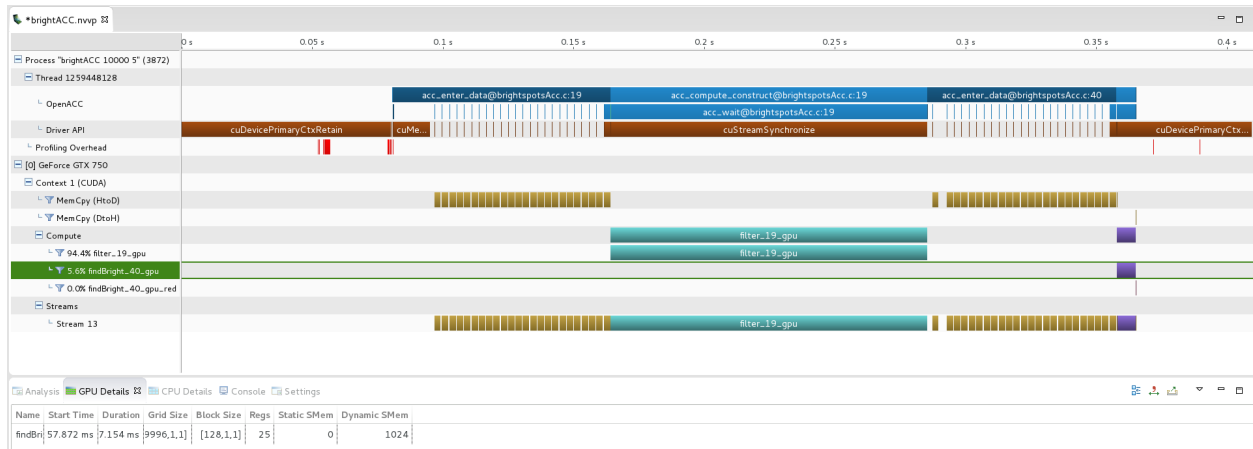 *brightACC.nvvp
0 s 0.05 s 0.1 s 0.15 s 0.2 s 0.25 s 0.3 s 0.35 s 0.4 s
Process "brightACC 10000 5" (3872)
Thread 1259448128
OpenACC
acc_enter_data@brightspotsAcc.c:19 acc_compute_construct@brightspotsAcc.c:19 acc_enter_data@brightspotsAcc.c:40
acc_wait@brightspotsAcc.c:19
Driver API cuDevicePrimaryCtxRetain cuMe... cuStreamSynchronize cuDevicePrimaryCtx...
Profiling Overhead
[0] GeForce GTX 750
Context 1 (CUDA)
MemCpy (HtoD)
MemCpy (DtoH)
Compute filter_19_gpu
94.4% filter_19_gpu filter_19_gpu
5.6% findBright_40_gpu
0.0% findBright_40_gpu_red
Streams
Stream 13 filter_19_gpu
Analysis GPU Details CPU Details Console Settings
Name Start Time Duration Grid Size Block Size Regs Static SMem Dynamic SMem
findBri 57.872 ms 7.154 ms 9996,1,1] [128,1,1] 25 0 1024